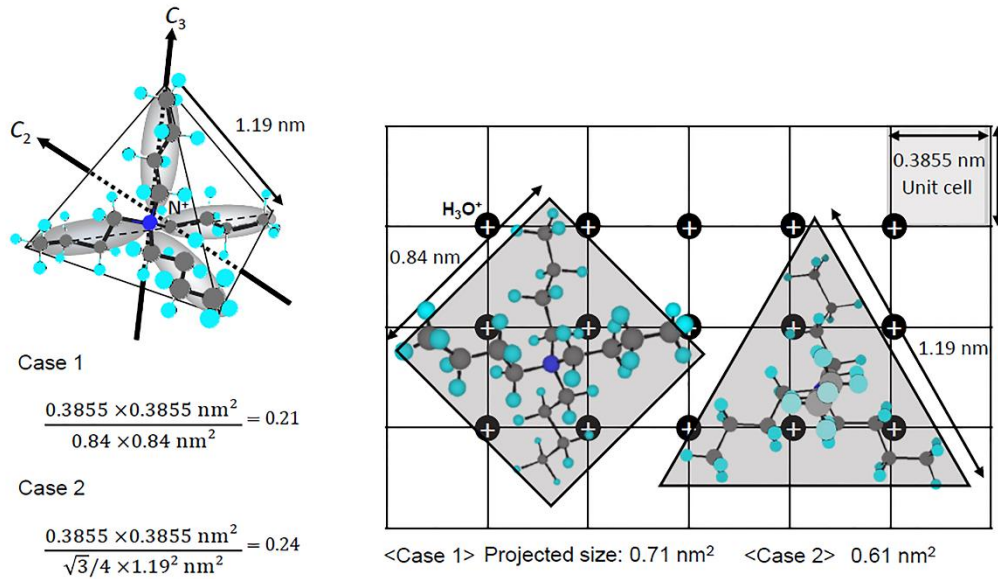 C₃
C₂
1.19 nm
N⁺
Case 1
0.3855 × 0.3855 nm² / 0.84 × 0.84 nm² = 0.21
Case 2
0.3855 × 0.3855 nm² / √3/4 × 1.19² nm² = 0.24
0.3855 nm
Unit cell
H₃O⁺
0.84 nm
1.19 nm
+ + + + +
+ + + +
+ + + + +
<Case 1> Projected size: 0.71 nm² <Case 2> 0.61 nm²